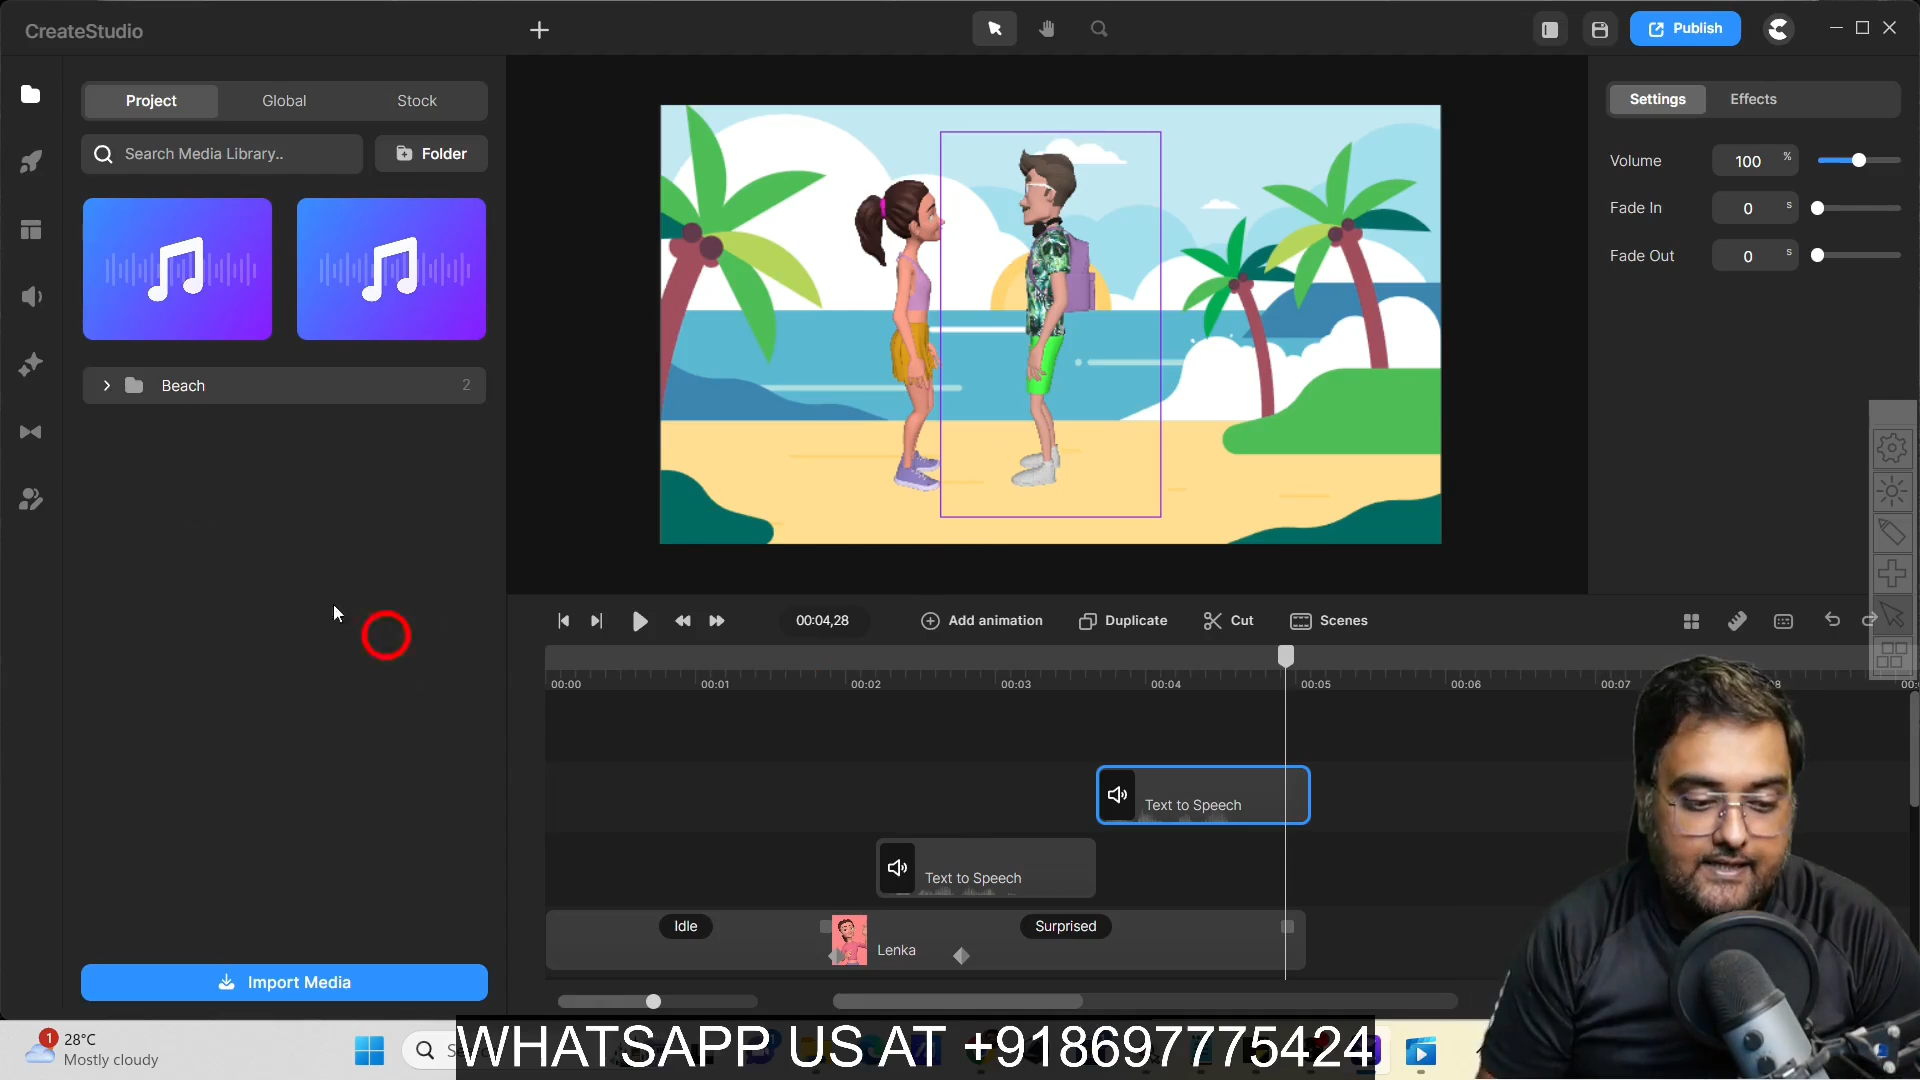 CreateStudio
Publish
Project
Global
Stock
Search Media Library..
Folder
Beach
2
Import Media
Settings
Effects
Volume
100
%
Fade In
0
s
Fade Out
0
s
00:04,28
Add animation
Duplicate
Cut
Scenes
00:00
00:01
00:02
00:03
00:04
00:05
00:06
00:07
Text to Speech
Text to Speech
Idle
Surprised
Lenka
1
28°C
Mostly cloudy
WHATSAPP US AT +918697775424